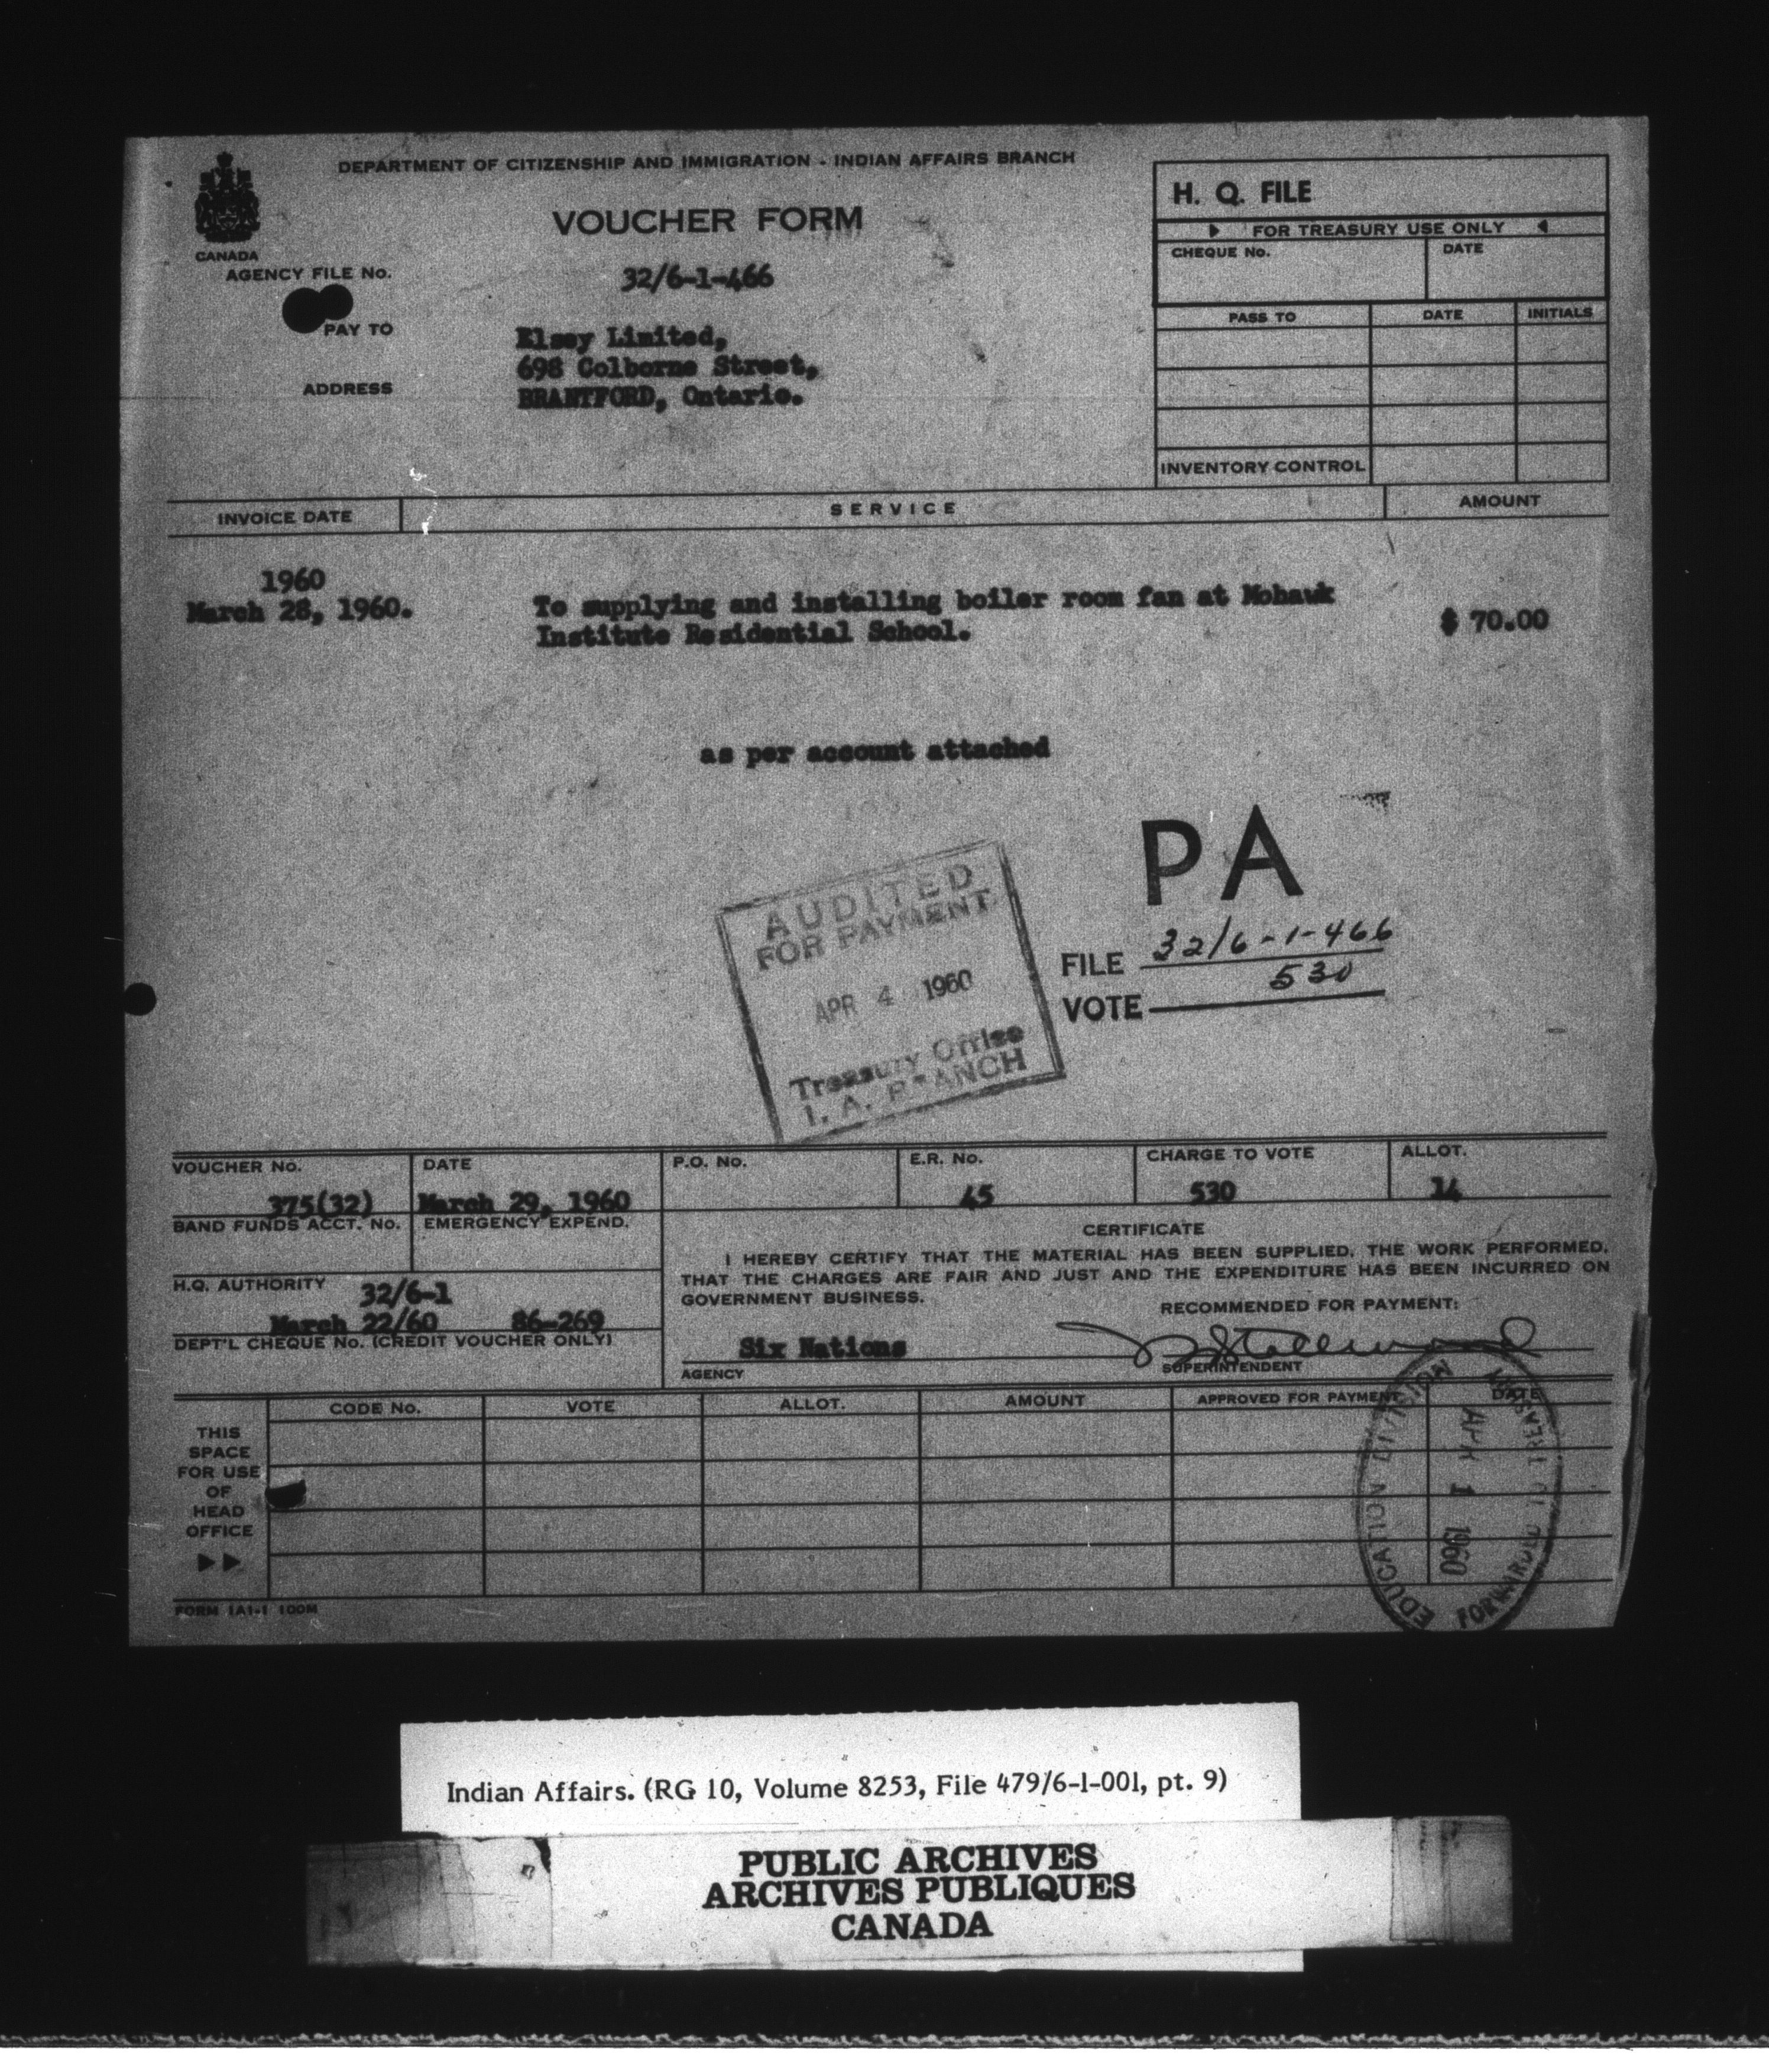 DEPARTMENT OF CITIZENSHIP AND IMMIGRATION - INDIAN AFFAIRS BRANCH
CANADA
VOUCHER FORM
H. Q. FILE
FOR TREASURY USE ONLY
CHEQUE No. DATE
PASS TO DATE INITIALS
INVENTORY CONTROL
AGENCY FILE No. 32/6-1-466
PAY TO Elsey Limited,
698 Colborne Street,
ADDRESS BRANTFORD, Ontario.
INVOICE DATE SERVICE AMOUNT
1960
March 28, 1960. To supplying and installing boiler room fan at Mohawk $ 70.00
Institute Residential School.
as per account attached
PA
FILE 32/6-1-466
VOTE 530
AUDITED
FOR PAYMENT
APR 4 1960
Treasury Office
I. A. BRANCH
VOUCHER No. DATE P.O. No. E.R. No. CHARGE TO VOTE ALLOT.
375(32) March 29, 1960 45 530 14
BAND FUNDS ACCT. No. EMERGENCY EXPEND.
H.Q. AUTHORITY 32/6-1
March 22/60 86-269
DEPT'L CHEQUE No. (CREDIT VOUCHER ONLY)
CERTIFICATE
I HEREBY CERTIFY THAT THE MATERIAL HAS BEEN SUPPLIED, THE WORK PERFORMED,
THAT THE CHARGES ARE FAIR AND JUST AND THE EXPENDITURE HAS BEEN INCURRED ON
GOVERNMENT BUSINESS.
RECOMMENDED FOR PAYMENT:
Six Nations
AGENCY SUPERINTENDENT
CODE No. VOTE ALLOT. AMOUNT APPROVED FOR PAYMENT DATE
THIS
SPACE
FOR USE
OF
HEAD
OFFICE
EDUCATION DIVISION
APR 1 1960
FORWARDED TO TREASURY
FORM IA1-1 100M
Indian Affairs. (RG 10, Volume 8253, File 479/6-1-001, pt. 9)
PUBLIC ARCHIVES
ARCHIVES PUBLIQUES
CANADA